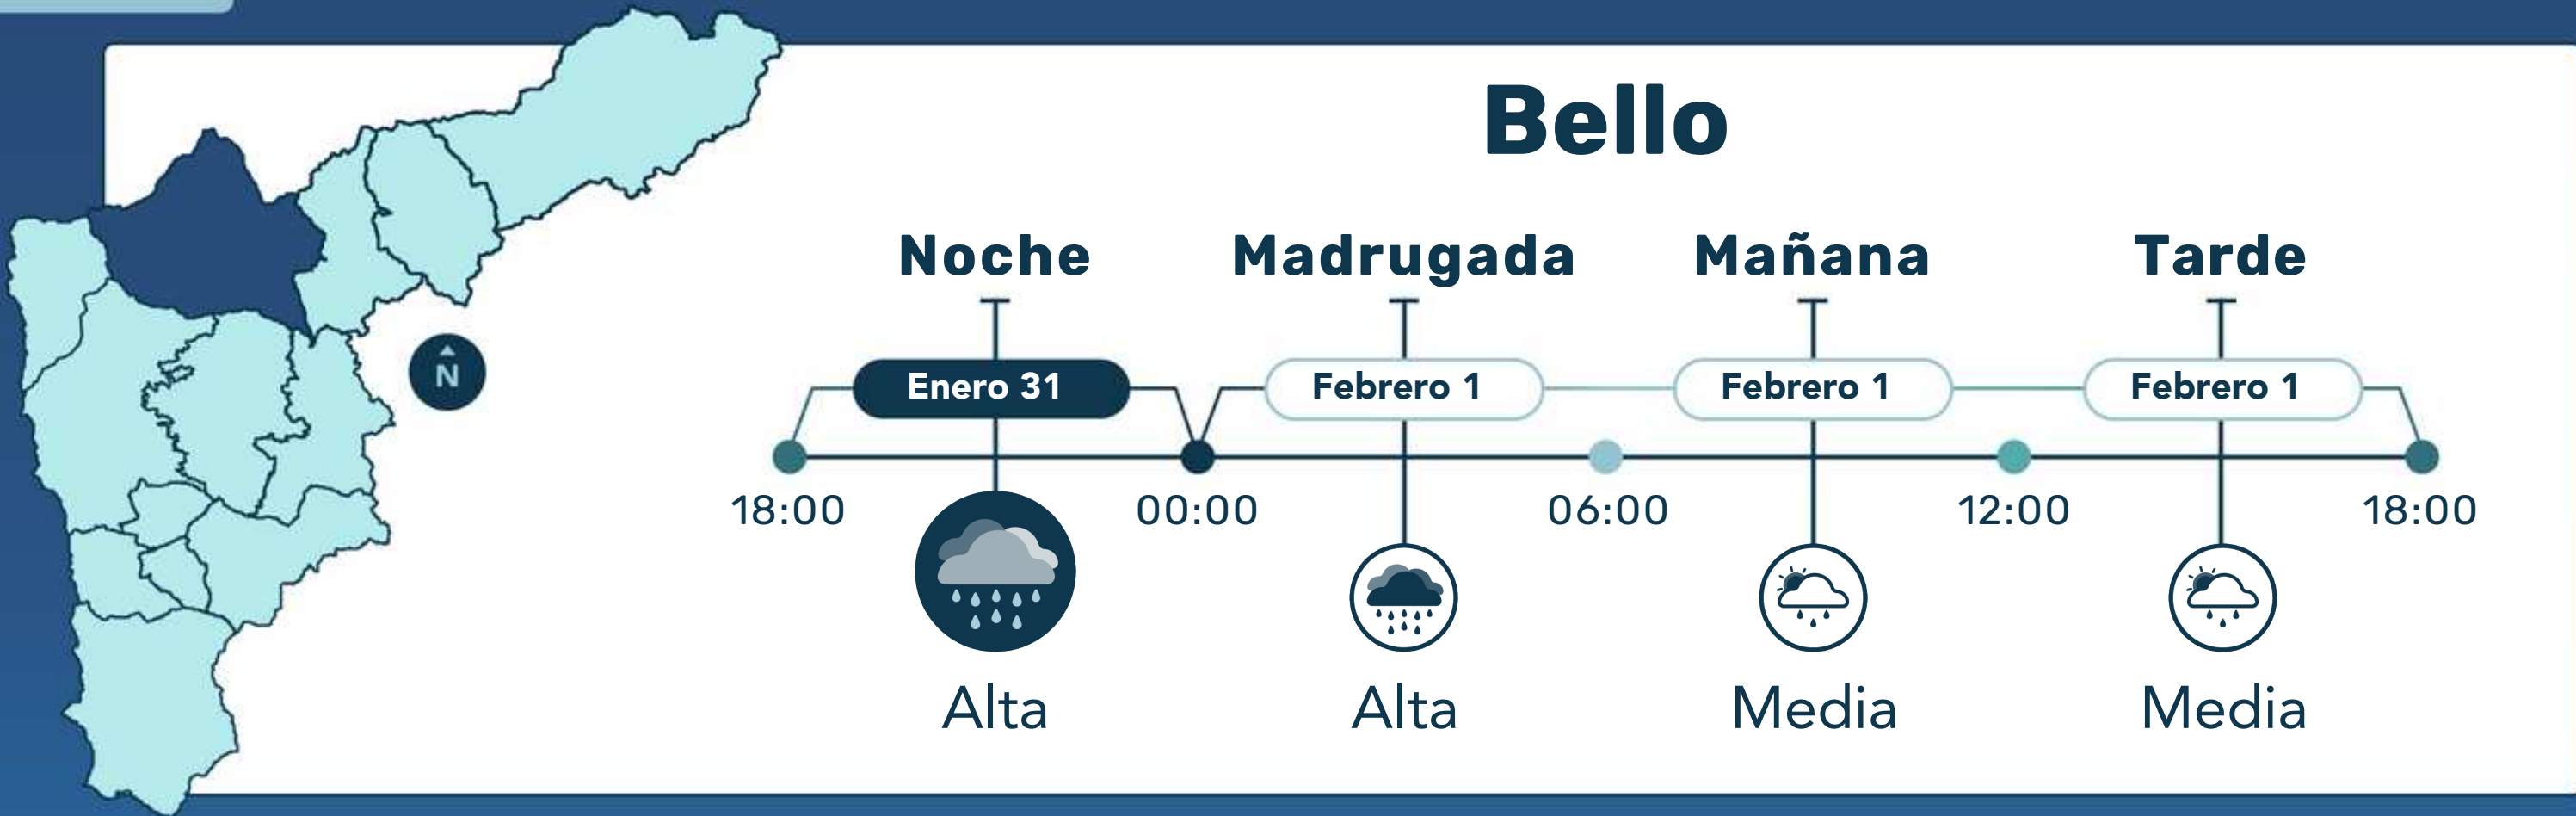 Bello
Noche
Madrugada
Mañana
Tarde
Enero 31
Febrero 1
Febrero 1
Febrero 1
N
18:00
00:00
06:00
12:00
18:00
Alta
Alta
Media
Media